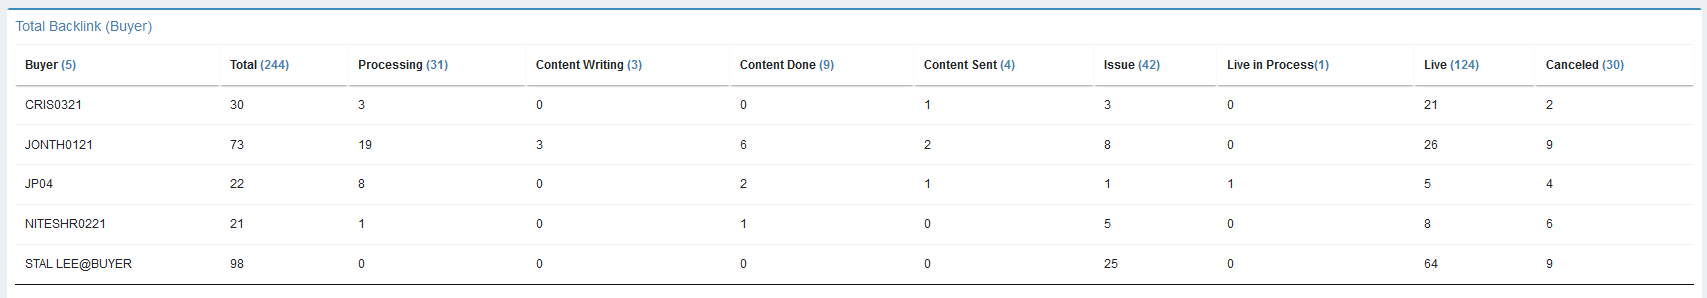 Total Backlink (Buyer)
Buyer (5) Total (244) Processing (31) Content Writing (3) Content Done (9) Content Sent (4) Issue (42) Live in Process(1) Live (124) Canceled (30)
CRIS0321 30 3 0 0 1 3 0 21 2
JONTH0121 73 19 3 6 2 8 0 26 9
JP04 22 8 0 2 1 1 1 5 4
NITESHR0221 21 1 0 1 0 5 0 8 6
STAL LEE@BUYER 98 0 0 0 0 25 0 64 9